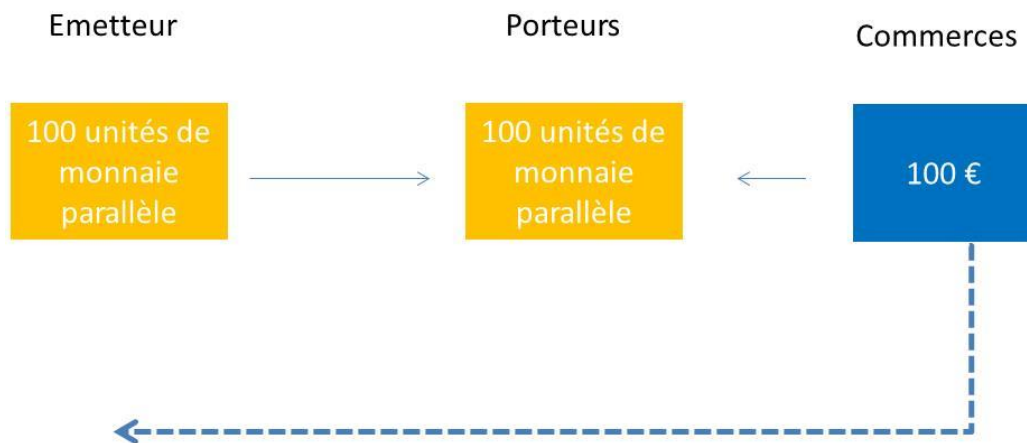 Emetteur
Porteurs
Commerces
100 unités de
monnaie
parallèle
100 unités de
monnaie
parallèle
100 €